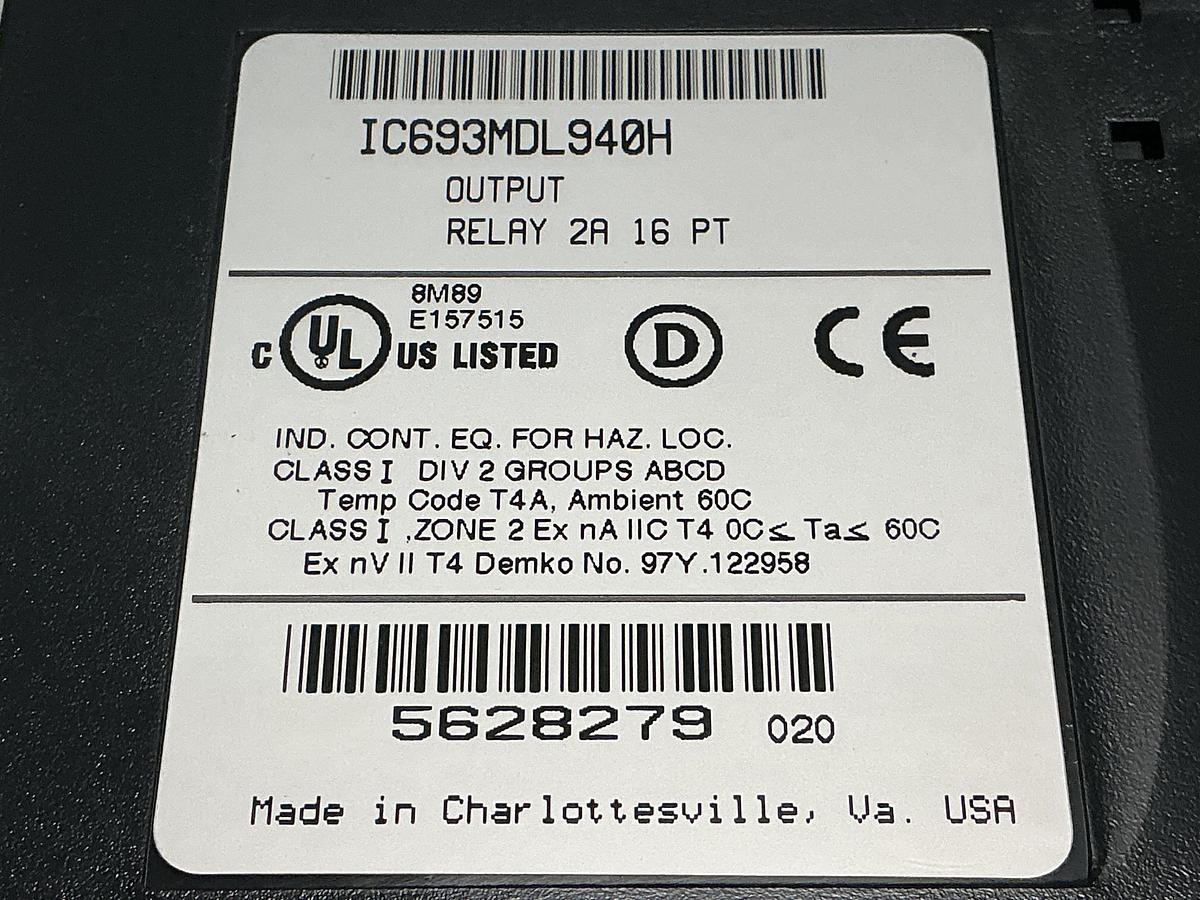 IC693MDL940H
OUTPUT
RELAY 2A 16 PT
8M89
E157515
C UL US LISTED
D
CE
IND. CONT. EQ. FOR HAZ. LOC.
CLASS I DIV 2 GROUPS ABCD
Temp Code T4A, Ambient 60C
CLASS I ,ZONE 2 Ex nA IIC T4 0C≤ Ta≤ 60C
Ex nV II T4 Demko No. 97Y.122958
5628279 020
Made in Charlottesville, Va. USA